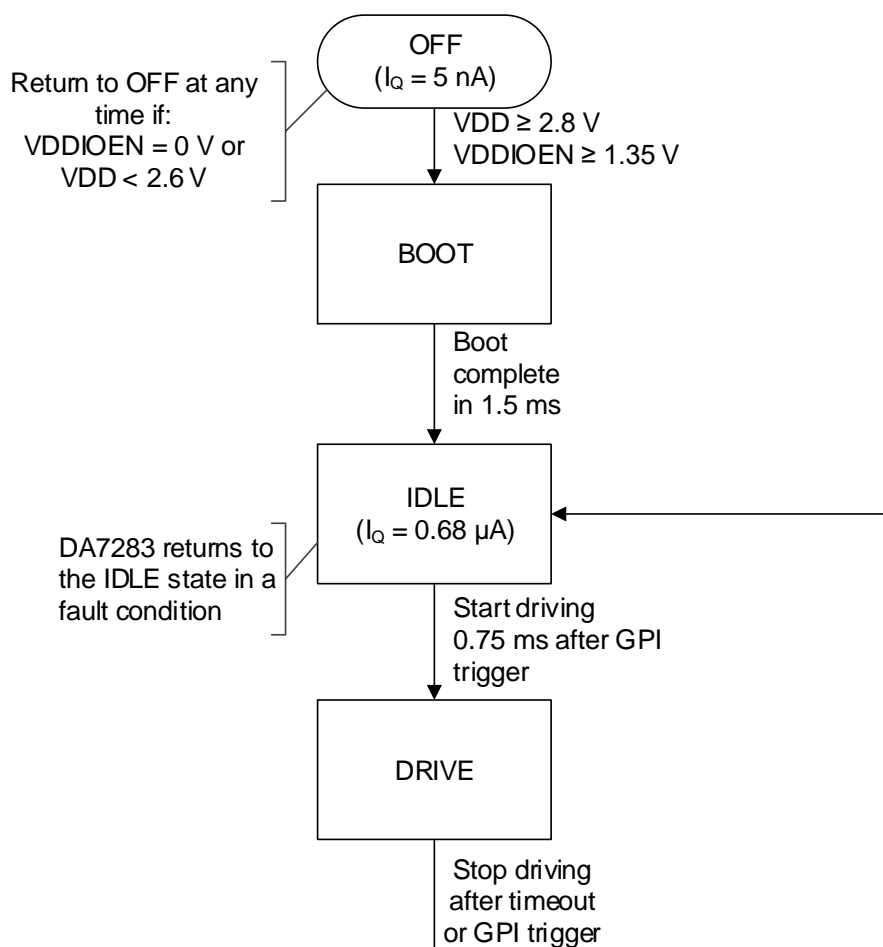 OFF
(IQ = 5 nA)
Return to OFF at any
time if:
VDDIOEN = 0 V or
VDD < 2.6 V
VDD ≥ 2.8 V
VDDIOEN ≥ 1.35 V
BOOT
Boot
complete
in 1.5 ms
IDLE
(IQ = 0.68 µA)
DA7283 returns to
the IDLE state in a
fault condition
Start driving
0.75 ms after GPI
trigger
DRIVE
Stop driving
after timeout
or GPI trigger